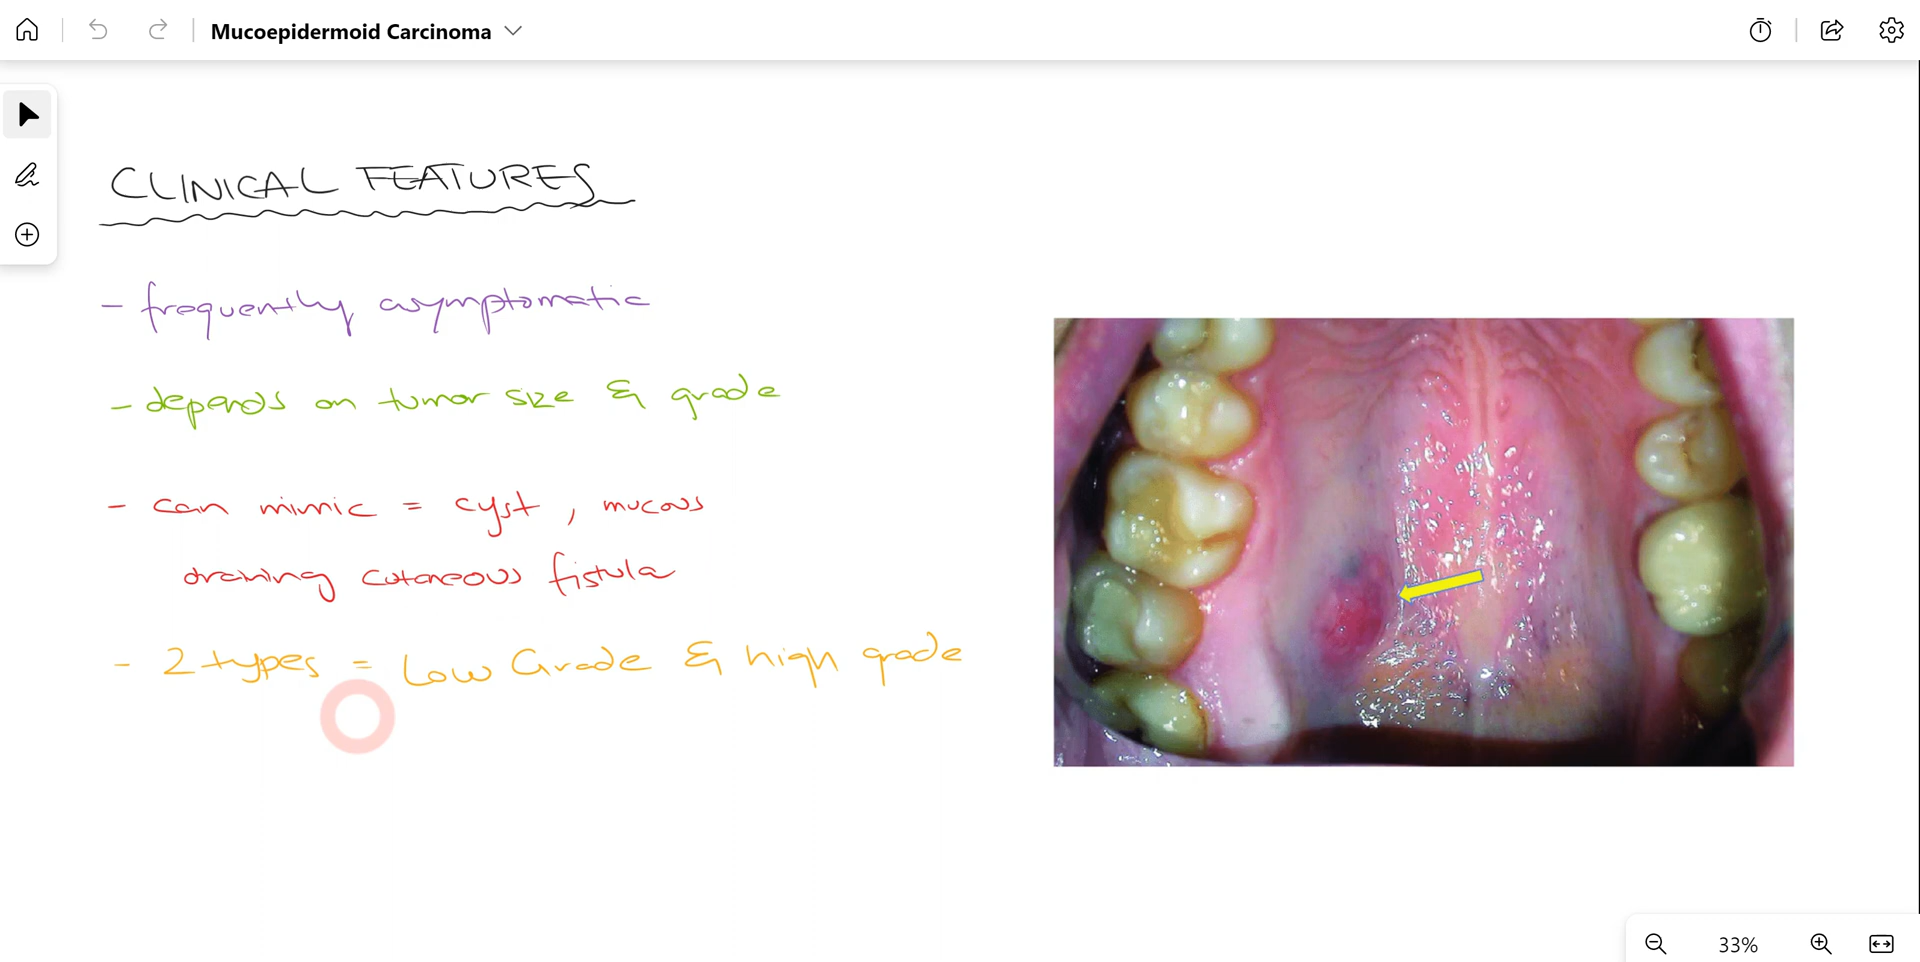 Mucoepidermoid Carcinoma
CLINICAL FEATURES
- frequently asymptomatic
- depends on tumor size & grade
- can mimic = cyst, mucous
draining cutaneous fistula
- 2 types = Low Grade & high grade
33%